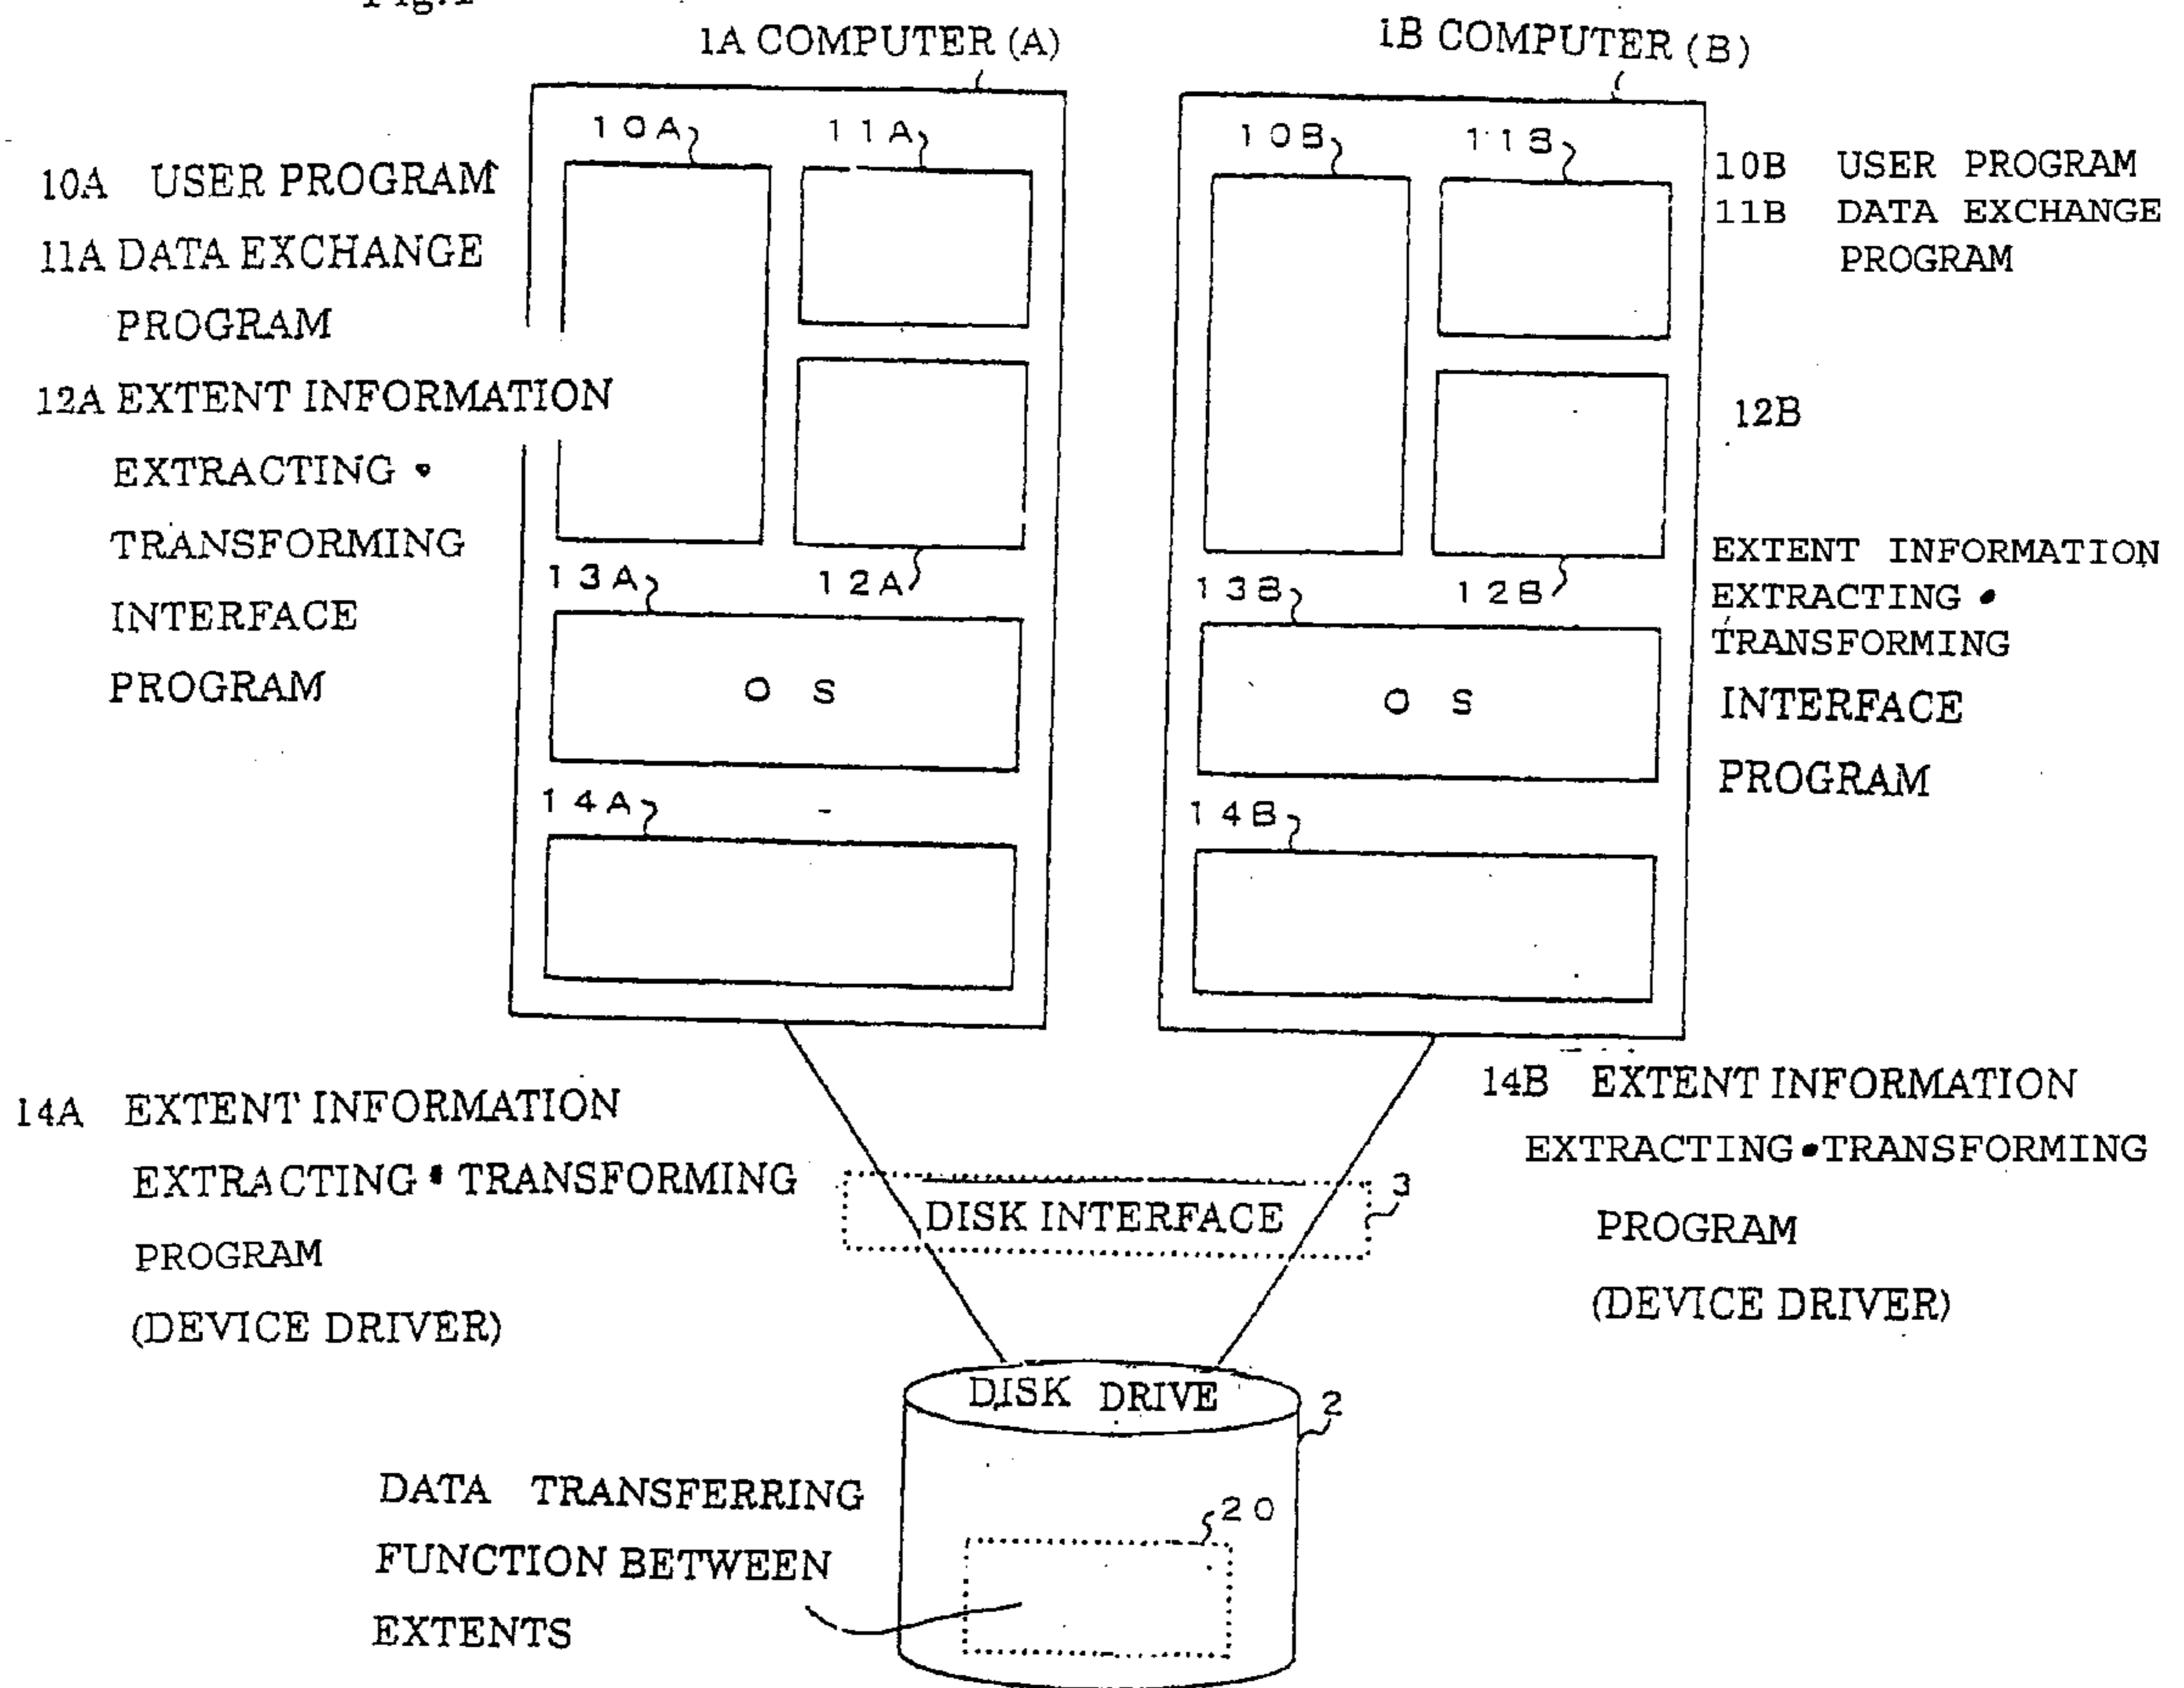 Fig.1
1A COMPUTER (A)
1B COMPUTER (B)
10A
11A
10B
11B
10A USER PROGRAM
11A DATA EXCHANGE
PROGRAM
12A EXTENT INFORMATION
EXTRACTING •
TRANSFORMING
INTERFACE
PROGRAM
10B USER PROGRAM
11B DATA EXCHANGE
PROGRAM
12B
EXTENT INFORMATION
EXTRACTING •
TRANSFORMING
INTERFACE
PROGRAM
13A
12A
13B
12B
O S
O S
14A
14B
14A EXTENT INFORMATION
EXTRACTING • TRANSFORMING
PROGRAM
(DEVICE DRIVER)
14B EXTENT INFORMATION
EXTRACTING • TRANSFORMING
PROGRAM
(DEVICE DRIVER)
DISK INTERFACE
3
DISK DRIVE
2
DATA TRANSFERRING
FUNCTION BETWEEN
EXTENTS
20